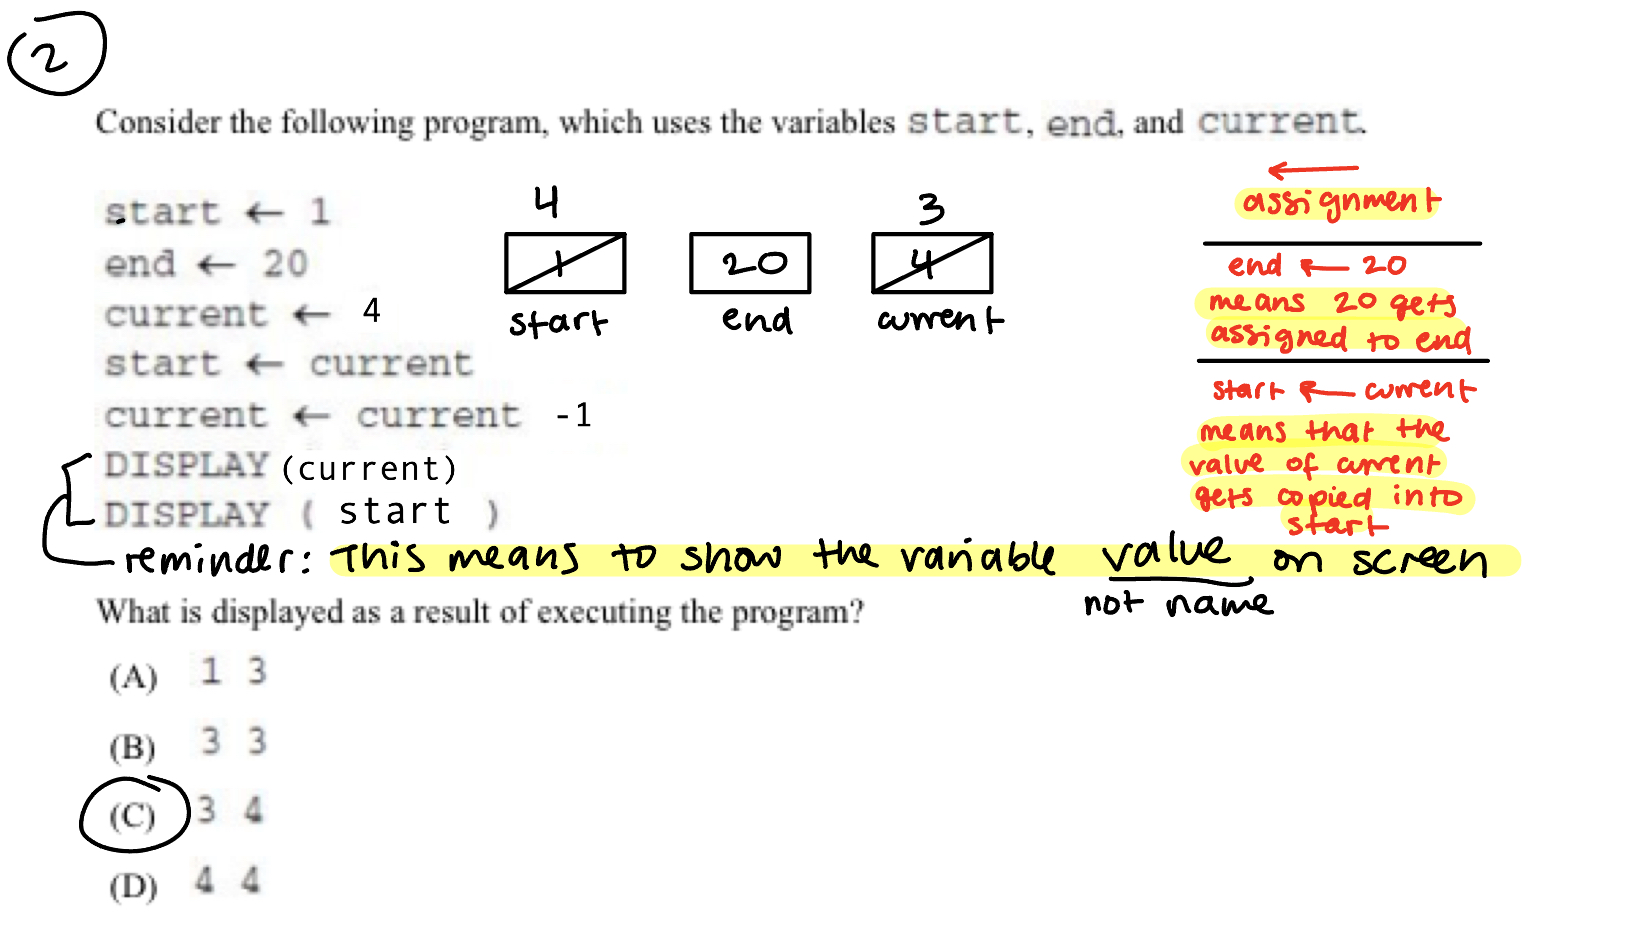 2
Consider the following program, which uses the variables start, end, and current.
start ← 1
end ← 20
current ← 4
start ← current
current ← current -1
DISPLAY (current)
DISPLAY ( start )
4
1
start
20
end
3
4
current
←
assignment
end ← 20
means 20 gets
assigned to end
start ← current
means that the
value of current
gets copied into
start
reminder: This means to show the variable value on screen
not name
What is displayed as a result of executing the program?
(A) 1 3
(B) 3 3
(C) 3 4
(D) 4 4